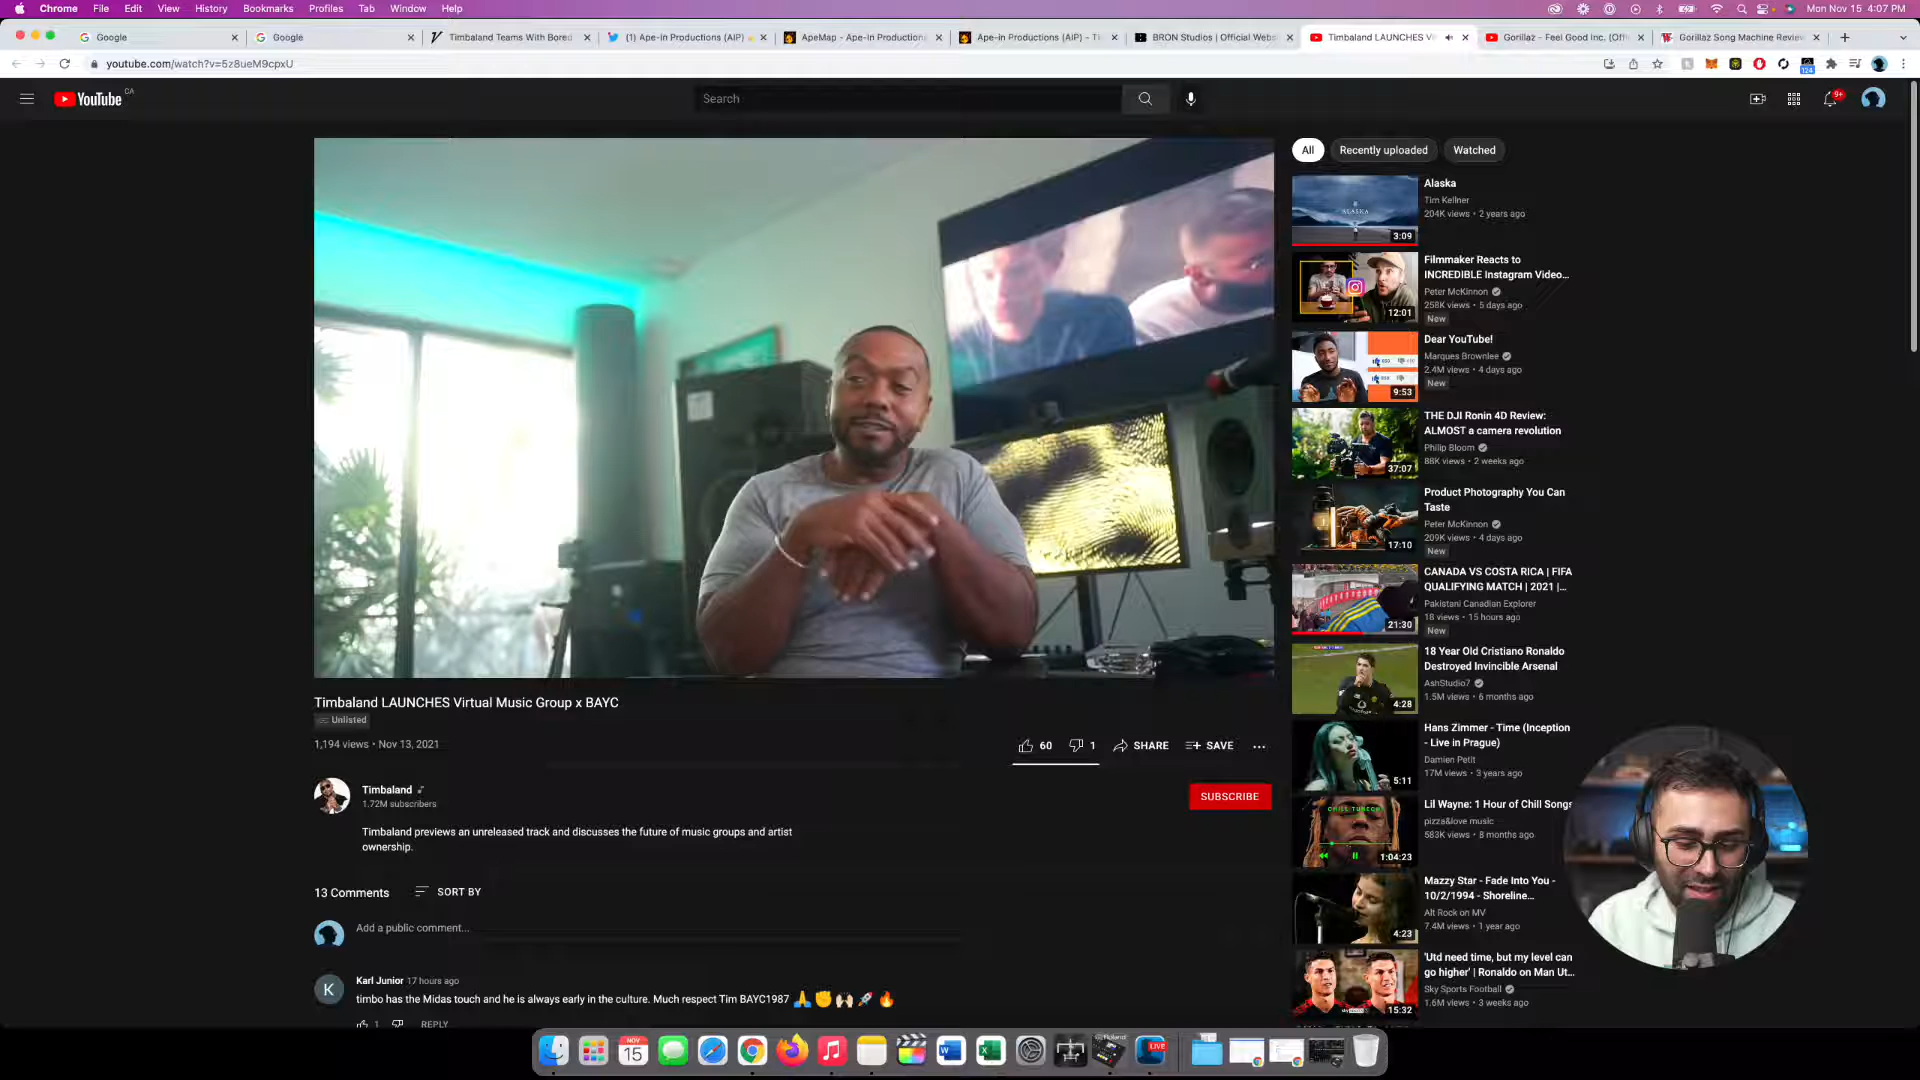 Chrome File Edit View History Bookmarks Profiles Tab Window Help
Mon Nov 15 4:07 PM
Google
Google
Timbaland Teams With Bored
(1) Ape-in Productions (AIP)
ApeMap - Ape-in Productions
Ape-in Productions (AIP) - Ti
BRON Studios | Official Webs
Timbaland LAUNCHES Vi
Gorillaz - Feel Good Inc. (Offi
Gorillaz Song Machine Review
youtube.com/watch?v=5z8ueM9cpxU
124
YouTube CA
Search
9+
All
Recently uploaded
Watched
Alaska
Tim Kellner
204K views • 2 years ago
ALASKA
3:09
Filmmaker Reacts to
INCREDIBLE Instagram Video...
Peter McKinnon
258K views • 5 days ago
New
12:01
Dear YouTube!
Marques Brownlee
2.4M views • 4 days ago
New
9:53
THE DJI Ronin 4D Review:
ALMOST a camera revolution
Philip Bloom
88K views • 2 weeks ago
37:07
Product Photography You Can
Taste
Peter McKinnon
209K views • 4 days ago
New
17:10
CANADA VS COSTA RICA | FIFA
QUALIFYING MATCH | 2021 |...
Pakistani Canadian Explorer
18 views • 15 hours ago
New
21:30
18 Year Old Cristiano Ronaldo
Destroyed Invincible Arsenal
AshStudio7
1.5M views • 6 months ago
4:28
Hans Zimmer - Time (Inception
- Live in Prague)
Damien Petit
17M views • 3 years ago
5:11
Lil Wayne: 1 Hour of Chill Songs
pizza&love music
583K views • 8 months ago
CHILL TUNECHI
1:04:23
Mazzy Star - Fade Into You -
10/2/1994 - Shoreline...
Alt Rock on MV
7.4M views • 1 year ago
4:23
'Utd need time, but my level can
go higher' | Ronaldo on Man Ut...
Sky Sports Football
1.6M views • 3 weeks ago
15:32
Timbaland LAUNCHES Virtual Music Group x BAYC
Unlisted
1,194 views • Nov 13, 2021
60
1
SHARE
SAVE
Timbaland
1.72M subscribers
SUBSCRIBE
Timbaland previews an unreleased track and discusses the future of music groups and artist
ownership.
13 Comments
SORT BY
Add a public comment...
K
Karl Junior 17 hours ago
timbo has the Midas touch and he is always early in the culture. Much respect Tim BAYC1987 🙏✊🙌🚀🔥
1
REPLY
NOV
15
LIVE